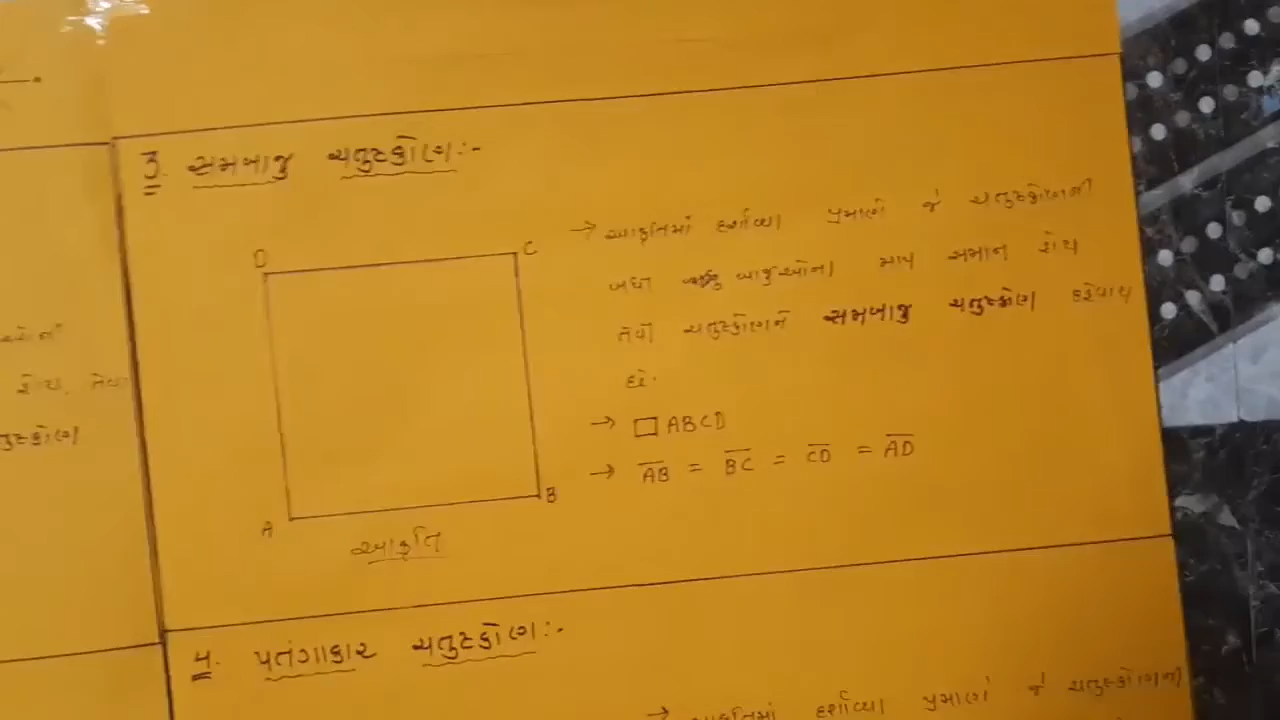 3. સમબાજુ ચતુષ્કોણ:-
D
C
A
B
આકૃતિ
→ આકૃતિમાં દર્શાવ્યા પ્રમાણે જે ચતુષ્કોણની
બધી બાજુઓના માપ સમાન હોય
તેવા ચતુષ્કોણને સમબાજુ ચતુષ્કોણ કહેવાય
છે.
→ □ABCD
→ AB = BC = CD = AD
હોય,
તુષ્કોણ
૪. પતંગાકાર ચતુષ્કોણ:-
→ આકૃતિમાં દર્શાવ્યા પ્રમાણે જે ચતુષ્કોણની